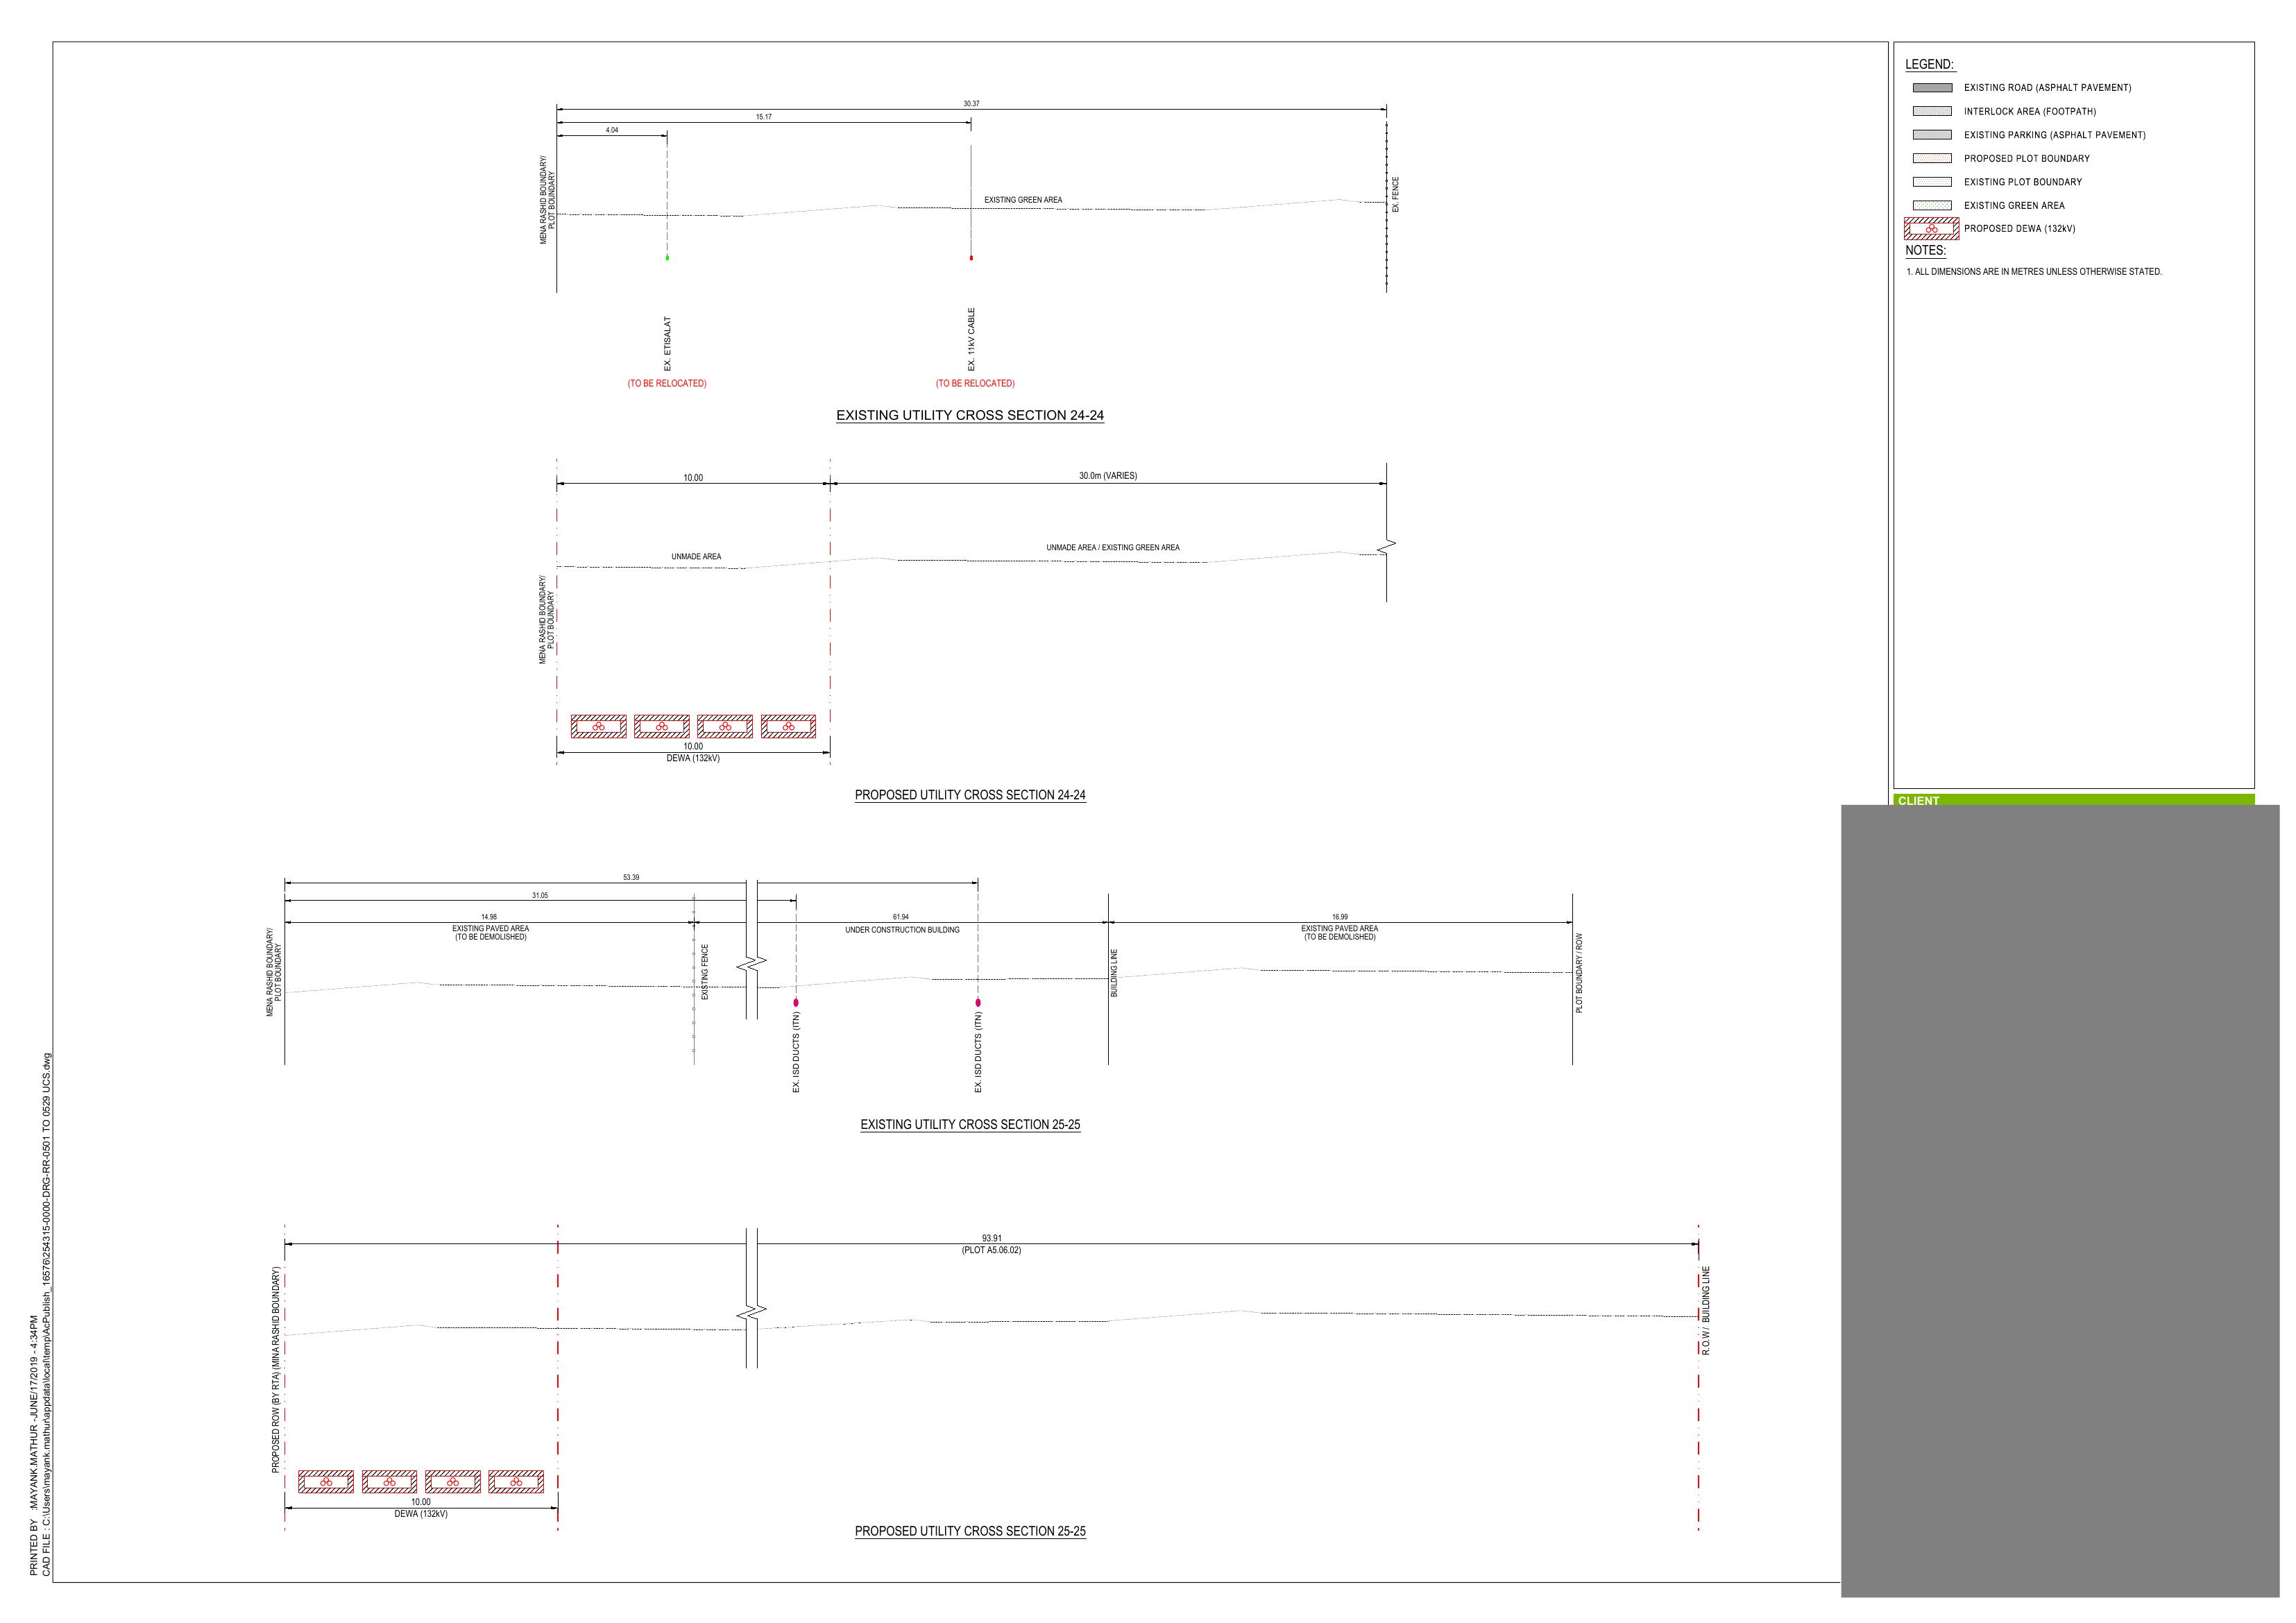 30.37
15.17
4.04
MENA RASHID BOUNDARY/
PLOT BOUNDARY
EXISTING GREEN AREA
EX. FENCE
EX. ETISALAT
EX. 11kV CABLE
(TO BE RELOCATED)
(TO BE RELOCATED)
EXISTING UTILITY CROSS SECTION 24-24
10.00
30.0m (VARIES)
UNMADE AREA
UNMADE AREA / EXISTING GREEN AREA
MENA RASHID BOUNDARY/
PLOT BOUNDARY
10.00
DEWA (132kV)
PROPOSED UTILITY CROSS SECTION 24-24
53.39
31.05
14.98
EXISTING PAVED AREA
(TO BE DEMOLISHED)
61.94
UNDER CONSTRUCTION BUILDING
16.99
EXISTING PAVED AREA
(TO BE DEMOLISHED)
MENA RASHID BOUNDARY/
PLOT BOUNDARY
EXISTING FENCE
EX. ISD DUCTS (ITN)
EX. ISD DUCTS (ITN)
BUILDING LINE
PLOT BOUNDARY / ROW
EXISTING UTILITY CROSS SECTION 25-25
93.91
(PLOT A5.06.02)
PROPOSED ROW (BY RTA) (MINA RASHID BOUNDARY)
R.O.W / BUILDING LINE
10.00
DEWA (132kV)
PROPOSED UTILITY CROSS SECTION 25-25
LEGEND:
EXISTING ROAD (ASPHALT PAVEMENT)
INTERLOCK AREA (FOOTPATH)
EXISTING PARKING (ASPHALT PAVEMENT)
PROPOSED PLOT BOUNDARY
EXISTING PLOT BOUNDARY
EXISTING GREEN AREA
PROPOSED DEWA (132kV)
NOTES:
1. ALL DIMENSIONS ARE IN METRES UNLESS OTHERWISE STATED.
CLIENT
PRINTED BY :MAYANK.MATHUR -JUNE/17/2019 - 4:34PM
CAD FILE : C:\Users\mayank.mathur\appdata\local\temp\AcPublish_16576\254315-0000-DRG-RR-0501 TO 0529 UCS.dwg